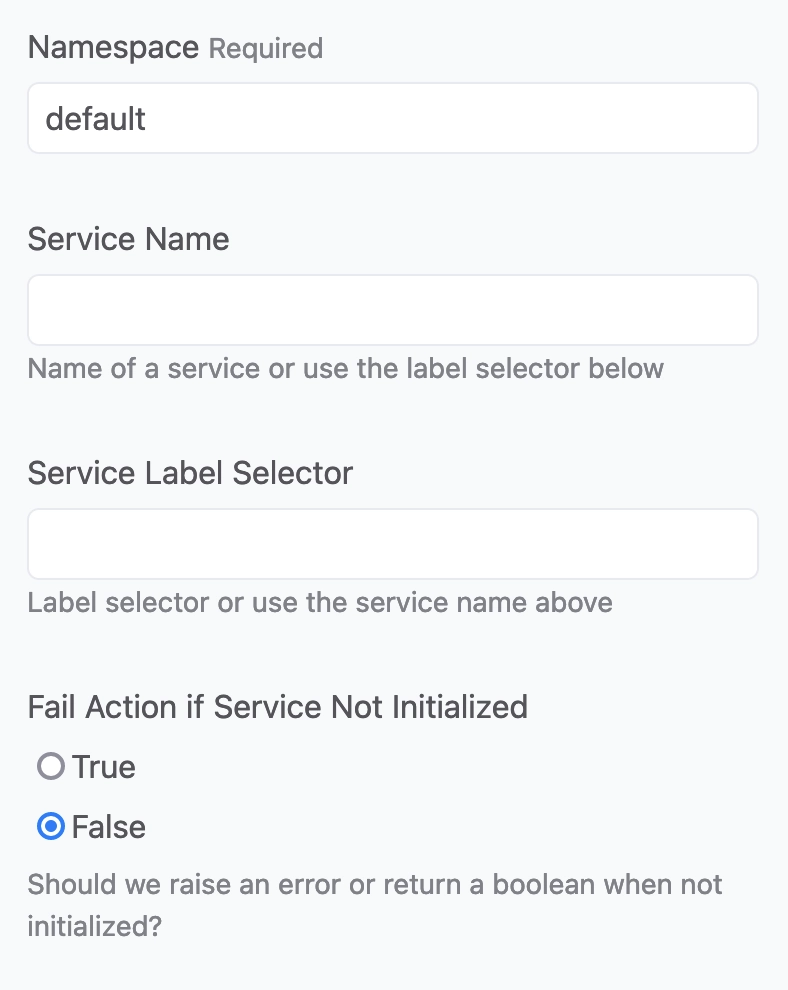 Namespace Required
default
Service Name
Name of a service or use the label selector below
Service Label Selector
Label selector or use the service name above
Fail Action if Service Not Initialized
True
False
Should we raise an error or return a boolean when not
initialized?